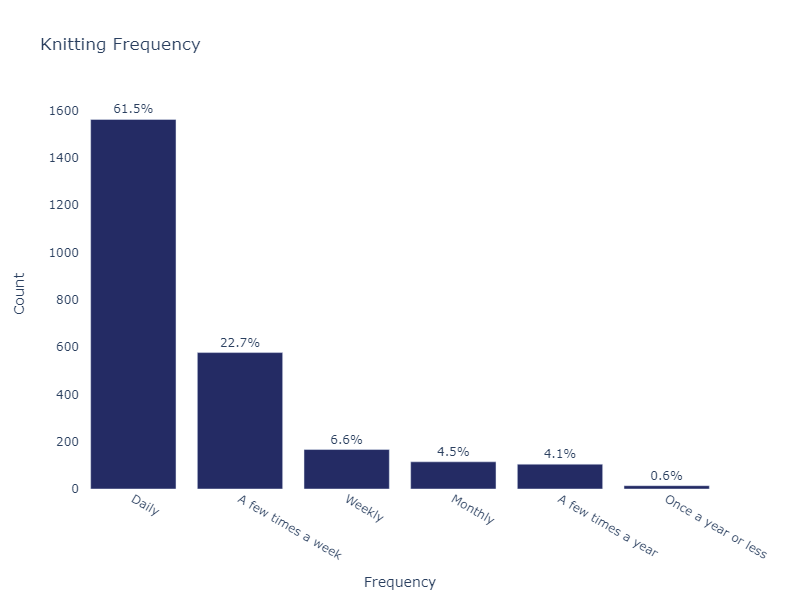 Knitting Frequency
1600
1400
1200
1000
800
600
400
200
0
Count
61.5%
22.7%
6.6%
4.5%
4.1%
0.6%
Daily
A few times a week
Weekly
Monthly
A few times a year
Once a year or less
Frequency